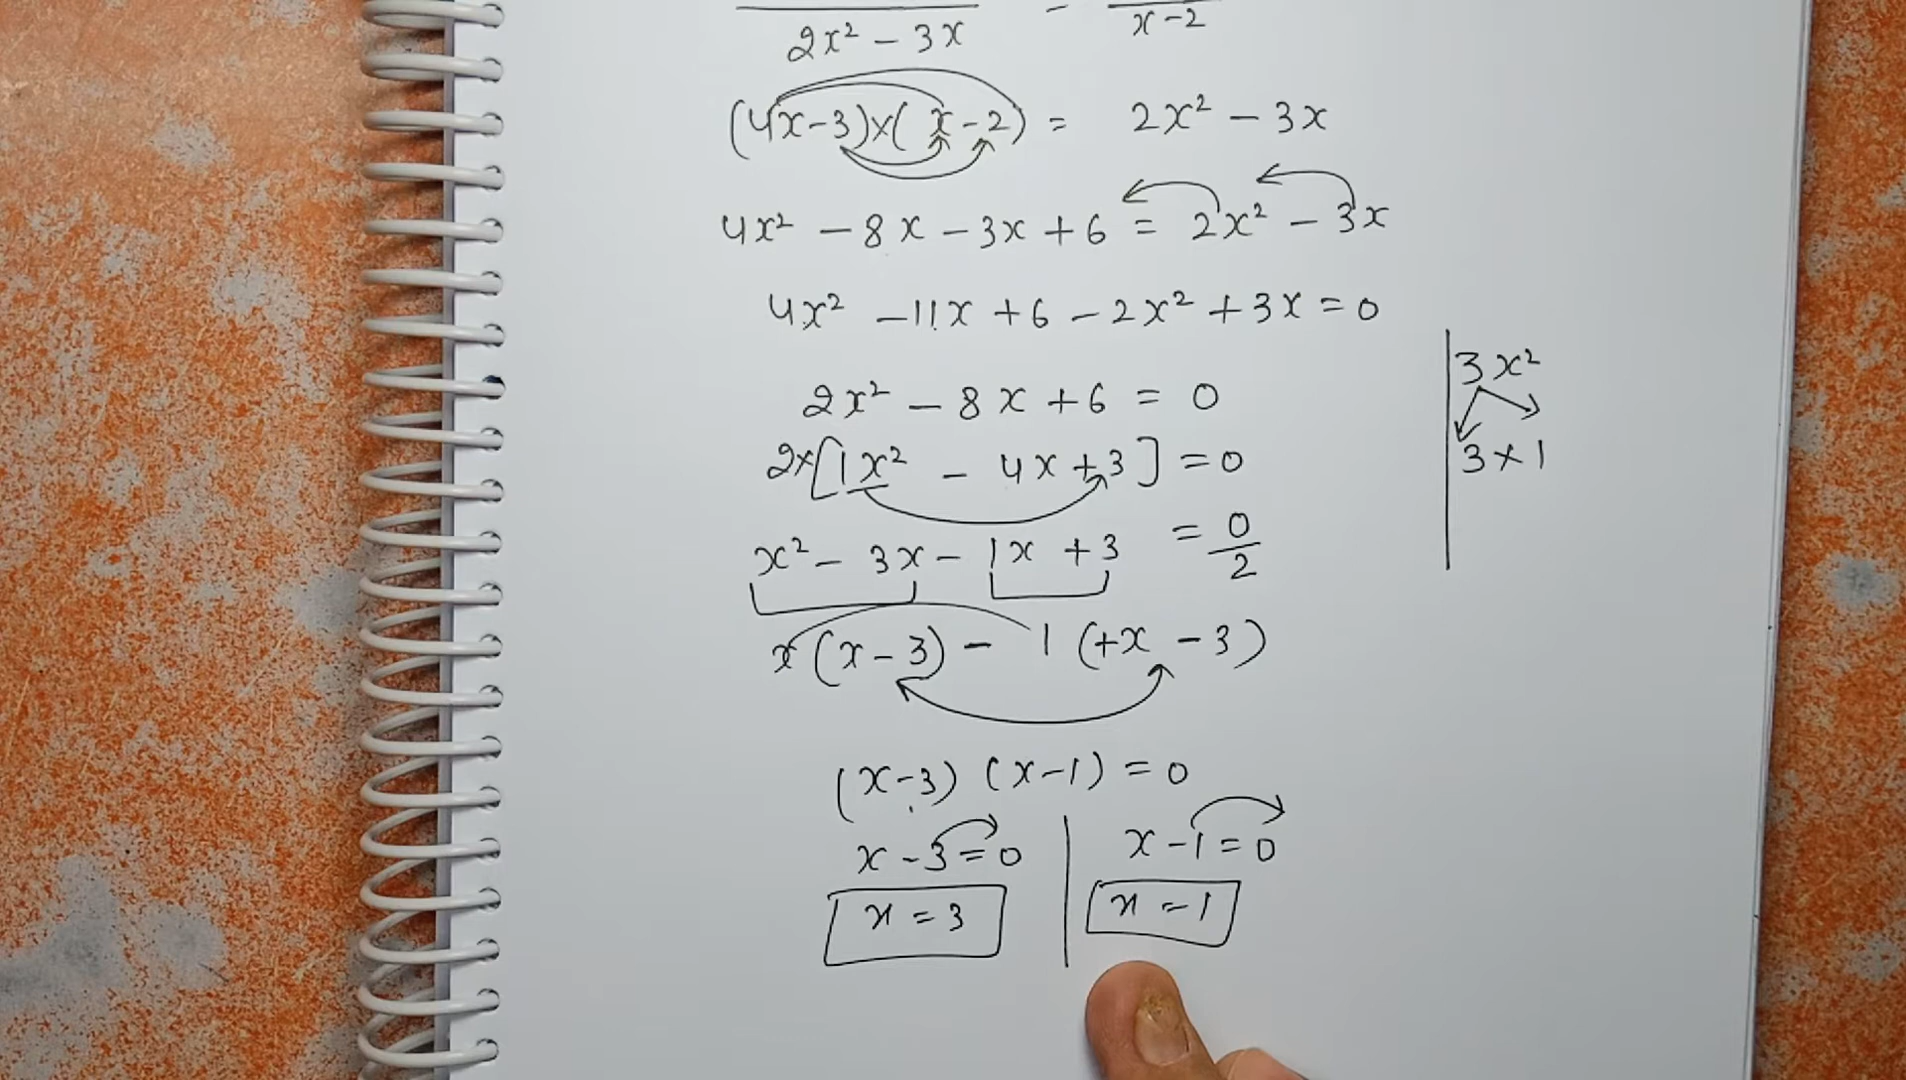 2x² - 3x - x-2
(4x-3)×(x-2) = 2x² - 3x
4x² - 8x - 3x + 6 = 2x² - 3x
4x² - 11x + 6 - 2x² + 3x = 0
2x² - 8x + 6 = 0
2×[1x² - 4x + 3] = 0
x² - 3x - 1x + 3 = 0/2
x(x-3) - 1(+x - 3)
(x-3) (x-1) = 0
x - 3 = 0
x = 3
x - 1 = 0
x = 1
3x²
3×1